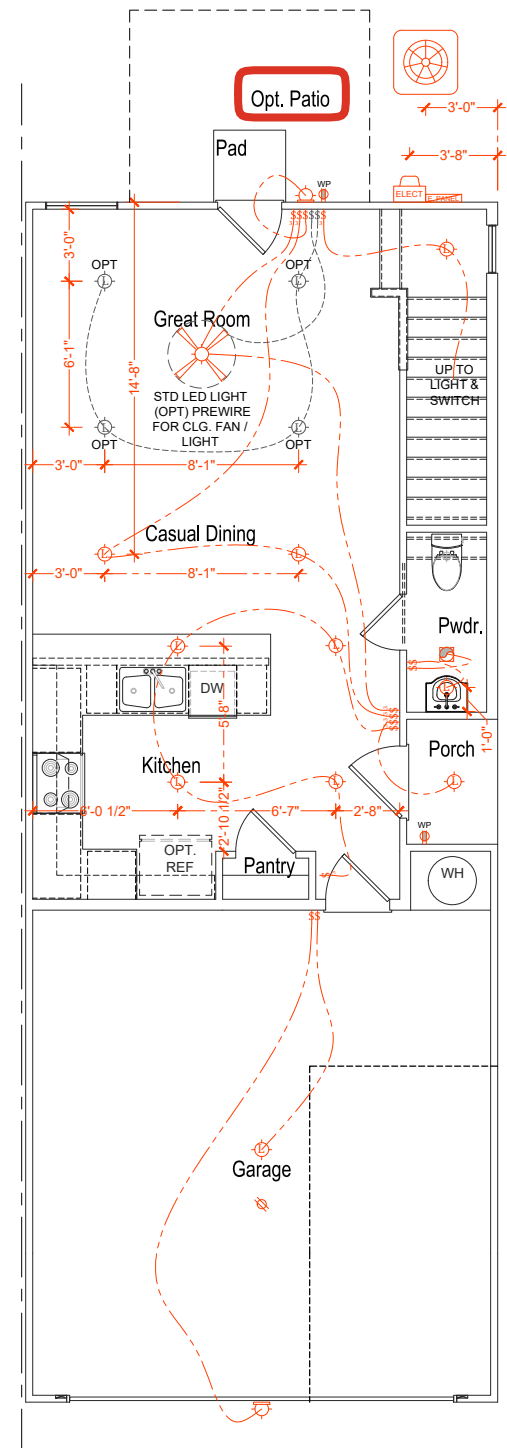 Opt. Patio
3'-0"
3'-8"
Pad
WP
ELECT
E. PANEL
3'-0"
OPT
OPT
Great Room
6'-1"
14'-8"
STD LED LIGHT
(OPT) PREWIRE
FOR CLG. FAN /
LIGHT
UP TO
LIGHT &
SWITCH
OPT
OPT
3'-0"
8'-1"
Casual Dining
3'-0"
8'-1"
Pwdr.
DW
5'-8"
1'-0"
Kitchen
Porch
6'-0 1/2"
2'-10 1/2"
6'-7"
2'-8"
WP
OPT.
REF
Pantry
WH
Garage